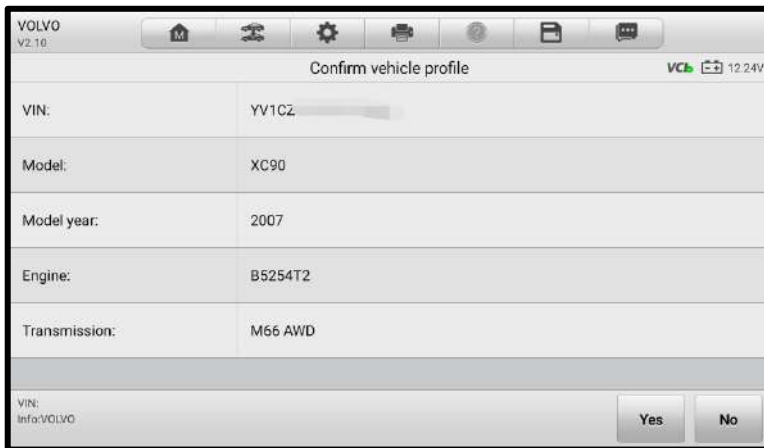 VOLVO
V2.10
M
Confirm vehicle profile
VCI 12.24V
VIN: YV1CZ
Model: XC90
Model year: 2007
Engine: B5254T2
Transmission: M66 AWD
VIN:
Info:VOLVO
Yes No